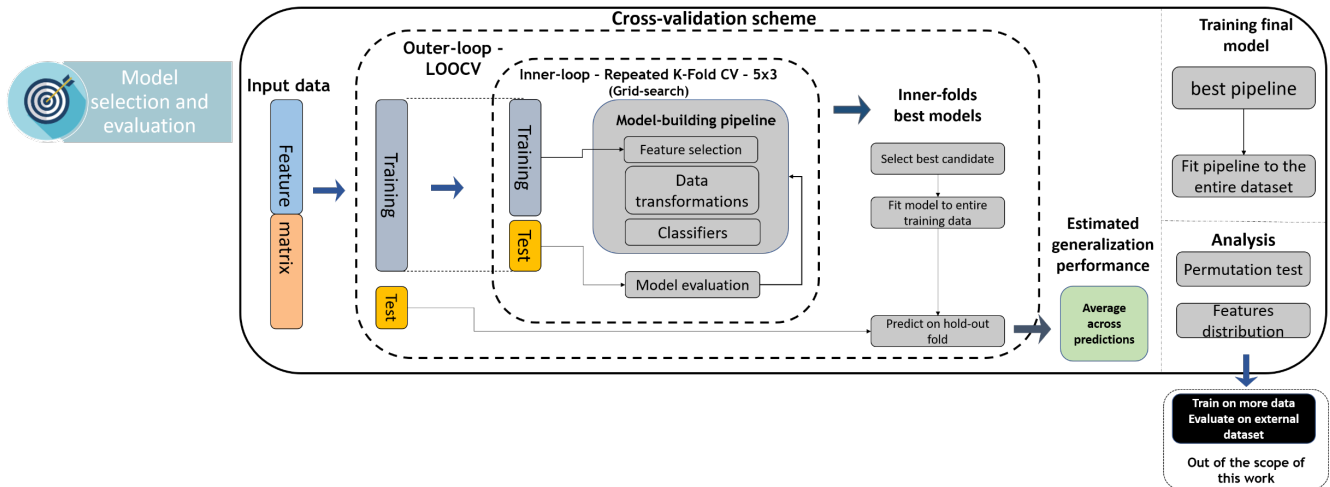 Model
selection and
evaluation
Input data
Feature
matrix
Cross-validation scheme
Outer-loop -
LOOCV
Training
Test
Inner-loop - Repeated K-Fold CV - 5x3
(Grid-search)
Training
Test
Model-building pipeline
Feature selection
Data
transformations
Classifiers
Model evaluation
Inner-folds
best models
Select best candidate
Fit model to entire
training data
Predict on hold-out
fold
Estimated
generalization
performance
Average
across
predictions
Training final
model
best pipeline
Fit pipeline to the
entire dataset
Analysis
Permutation test
Features
distribution
Train on more data
Evaluate on external
dataset
Out of the scope of
this work